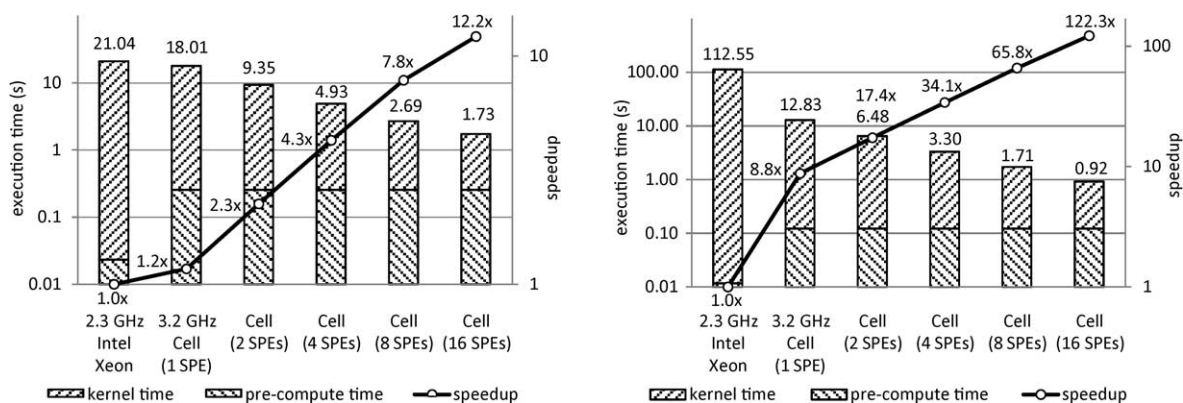 12.2x
21.04
18.01
9.35
7.8x
4.93
4.3x
2.69
1.73
2.3x
1.2x
1.0x
execution time (s)
10
1
0.1
0.01
speedup
10
1
2.3 GHz
Intel
Xeon
3.2 GHz
Cell
(1 SPE)
Cell
(2 SPEs)
Cell
(4 SPEs)
Cell
(8 SPEs)
Cell
(16 SPEs)
kernel time
pre-compute time
speedup
122.3x
112.55
65.8x
34.1x
17.4x
12.83
6.48
8.8x
3.30
1.71
0.92
1.0x
execution time (s)
100.00
10.00
1.00
0.10
0.01
speedup
100
10
1
2.3 GHz
Intel
Xeon
3.2 GHz
Cell
(1 SPE)
Cell
(2 SPEs)
Cell
(4 SPEs)
Cell
(8 SPEs)
Cell
(16 SPEs)
kernel time
pre-compute time
speedup